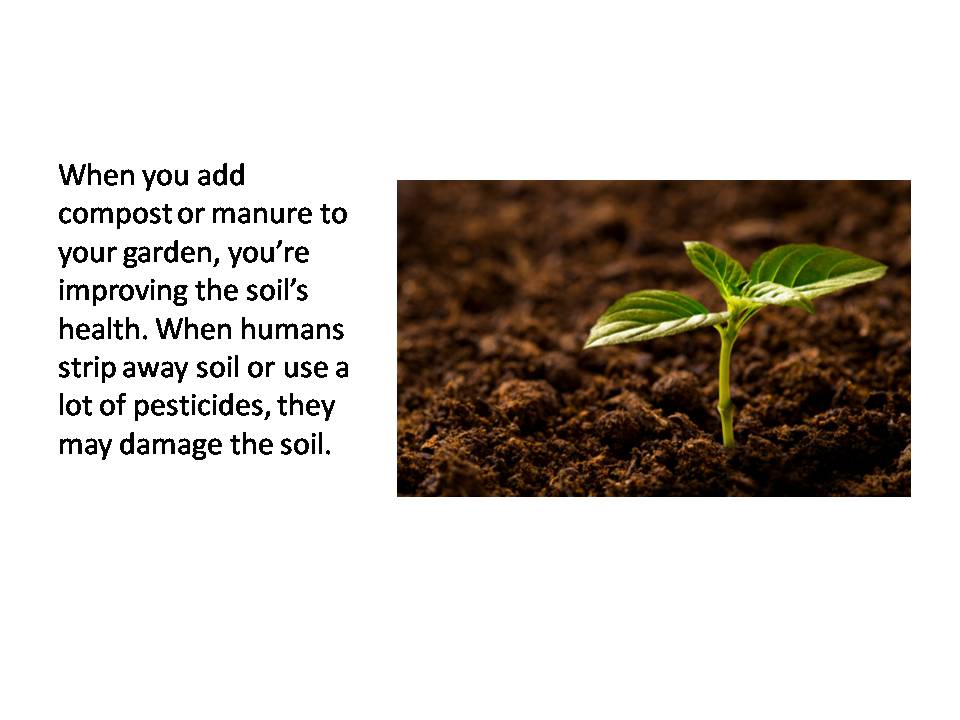 When you add
compost or manure to
your garden, you’re
improving the soil’s
health. When humans
strip away soil or use a
lot of pesticides, they
may damage the soil.